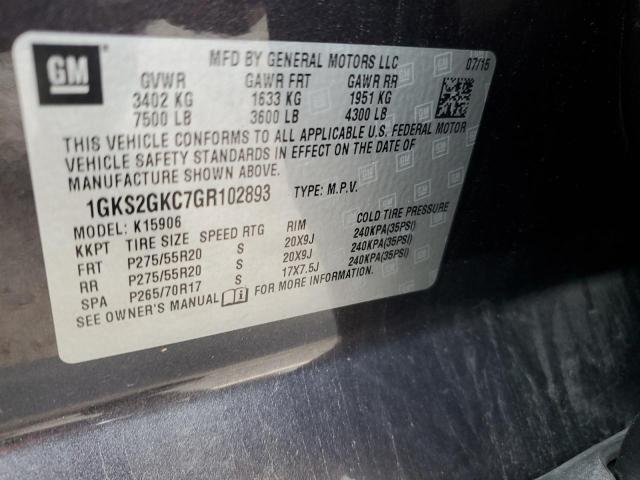 GM
MFD BY GENERAL MOTORS LLC 07/15
GVWR GAWR FRT GAWR RR
3402 KG 1633 KG 1951 KG
7500 LB 3600 LB 4300 LB
THIS VEHICLE CONFORMS TO ALL APPLICABLE U.S. FEDERAL MOTOR
VEHICLE SAFETY STANDARDS IN EFFECT ON THE DATE OF
MANUFACTURE SHOWN ABOVE.
1GKS2GKC7GR102893 TYPE: M.P.V.
MODEL: K15906
KKPT TIRE SIZE SPEED RTG RIM COLD TIRE PRESSURE
FRT P275/55R20 S 20X9J 240KPA(35PSI)
RR P275/55R20 S 20X9J 240KPA(35PSI)
SPA P265/70R17 S 17X7.5J 240KPA(35PSI)
SEE OWNER'S MANUAL FOR MORE INFORMATION.